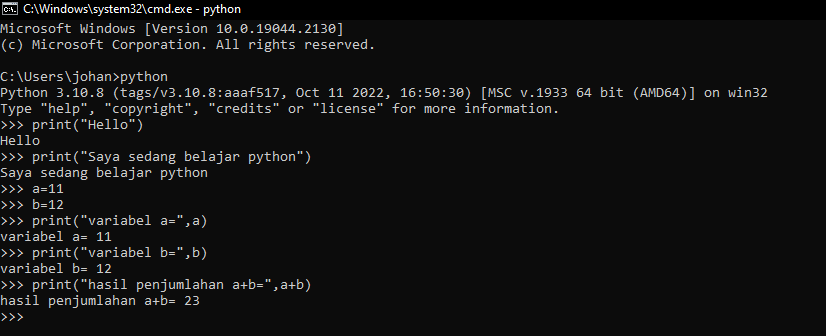 C:\Windows\system32\cmd.exe - python
Microsoft Windows [Version 10.0.19044.2130]
(c) Microsoft Corporation. All rights reserved.
C:\Users\johan>python
Python 3.10.8 (tags/v3.10.8:aaaf517, Oct 11 2022, 16:50:30) [MSC v.1933 64 bit (AMD64)] on win32
Type "help", "copyright", "credits" or "license" for more information.
>>> print("Hello")
Hello
>>> print("Saya sedang belajar python")
Saya sedang belajar python
>>> a=11
>>> b=12
>>> print("variabel a=",a)
variabel a= 11
>>> print("variabel b=",b)
variabel b= 12
>>> print("hasil penjumlahan a+b=",a+b)
hasil penjumlahan a+b= 23
>>>